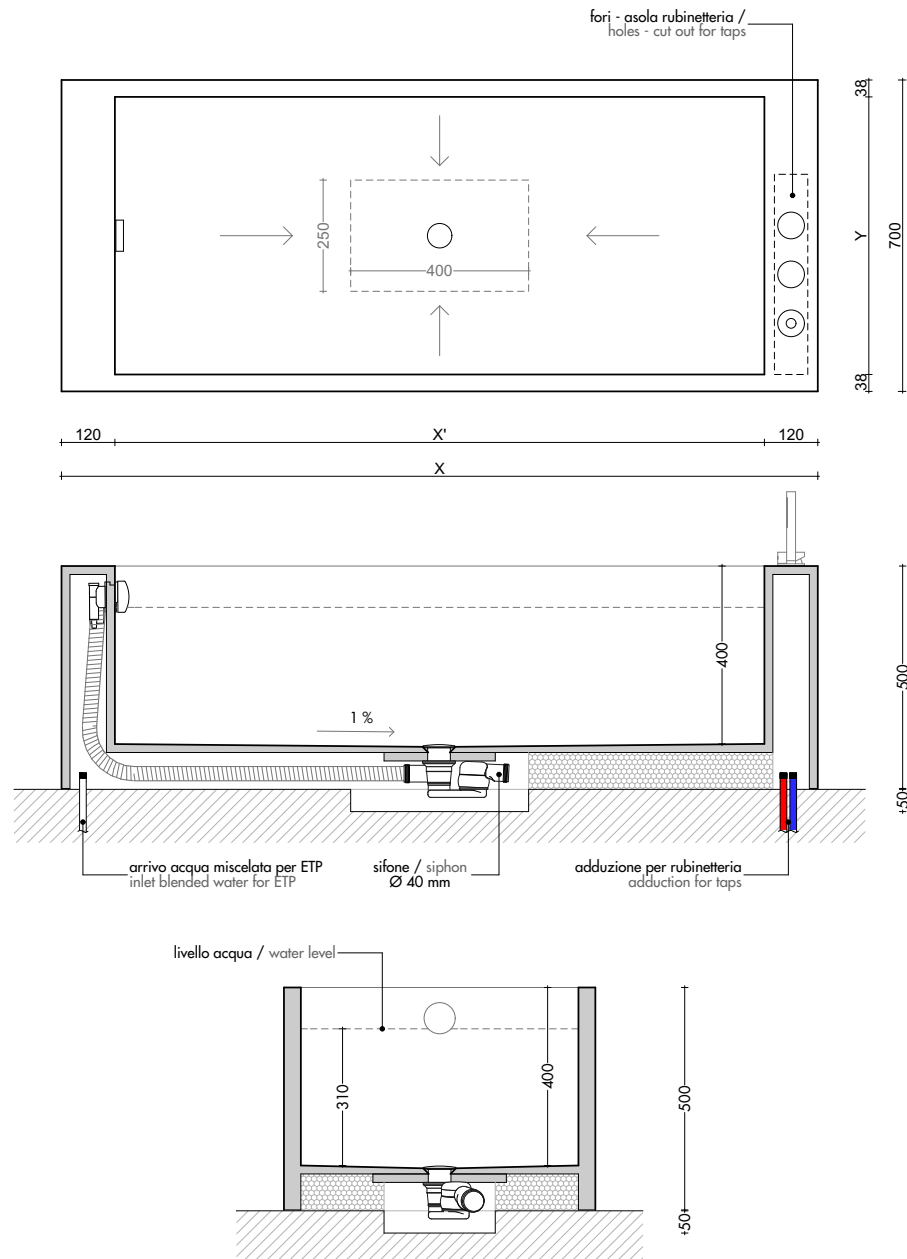 fori - asola rubinetteria /
holes - cut out for taps
38
250
400
Y
700
38
120
X'
120
X
400
500
1 %
+50
arrivo acqua miscelata per ETP
inlet blended water for ETP
sifone / siphon
Ø 40 mm
adduzione per rubinetteria
adduction for taps
livello acqua / water level
310
400
500
+50